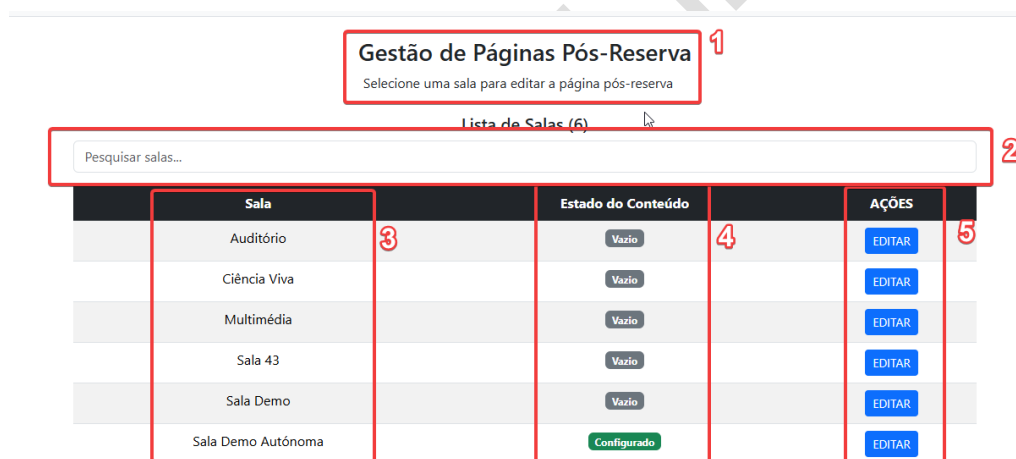 Gestão de Páginas Pós-Reserva 1
Selecione uma sala para editar a página pós-reserva
Lista de Salas (6)
Pesquisar salas... 2
Sala Estado do Conteúdo AÇÕES
3 4 5
Auditório Vazio EDITAR
Ciência Viva Vazio EDITAR
Multimédia Vazio EDITAR
Sala 43 Vazio EDITAR
Sala Demo Vazio EDITAR
Sala Demo Autónoma Configurado EDITAR